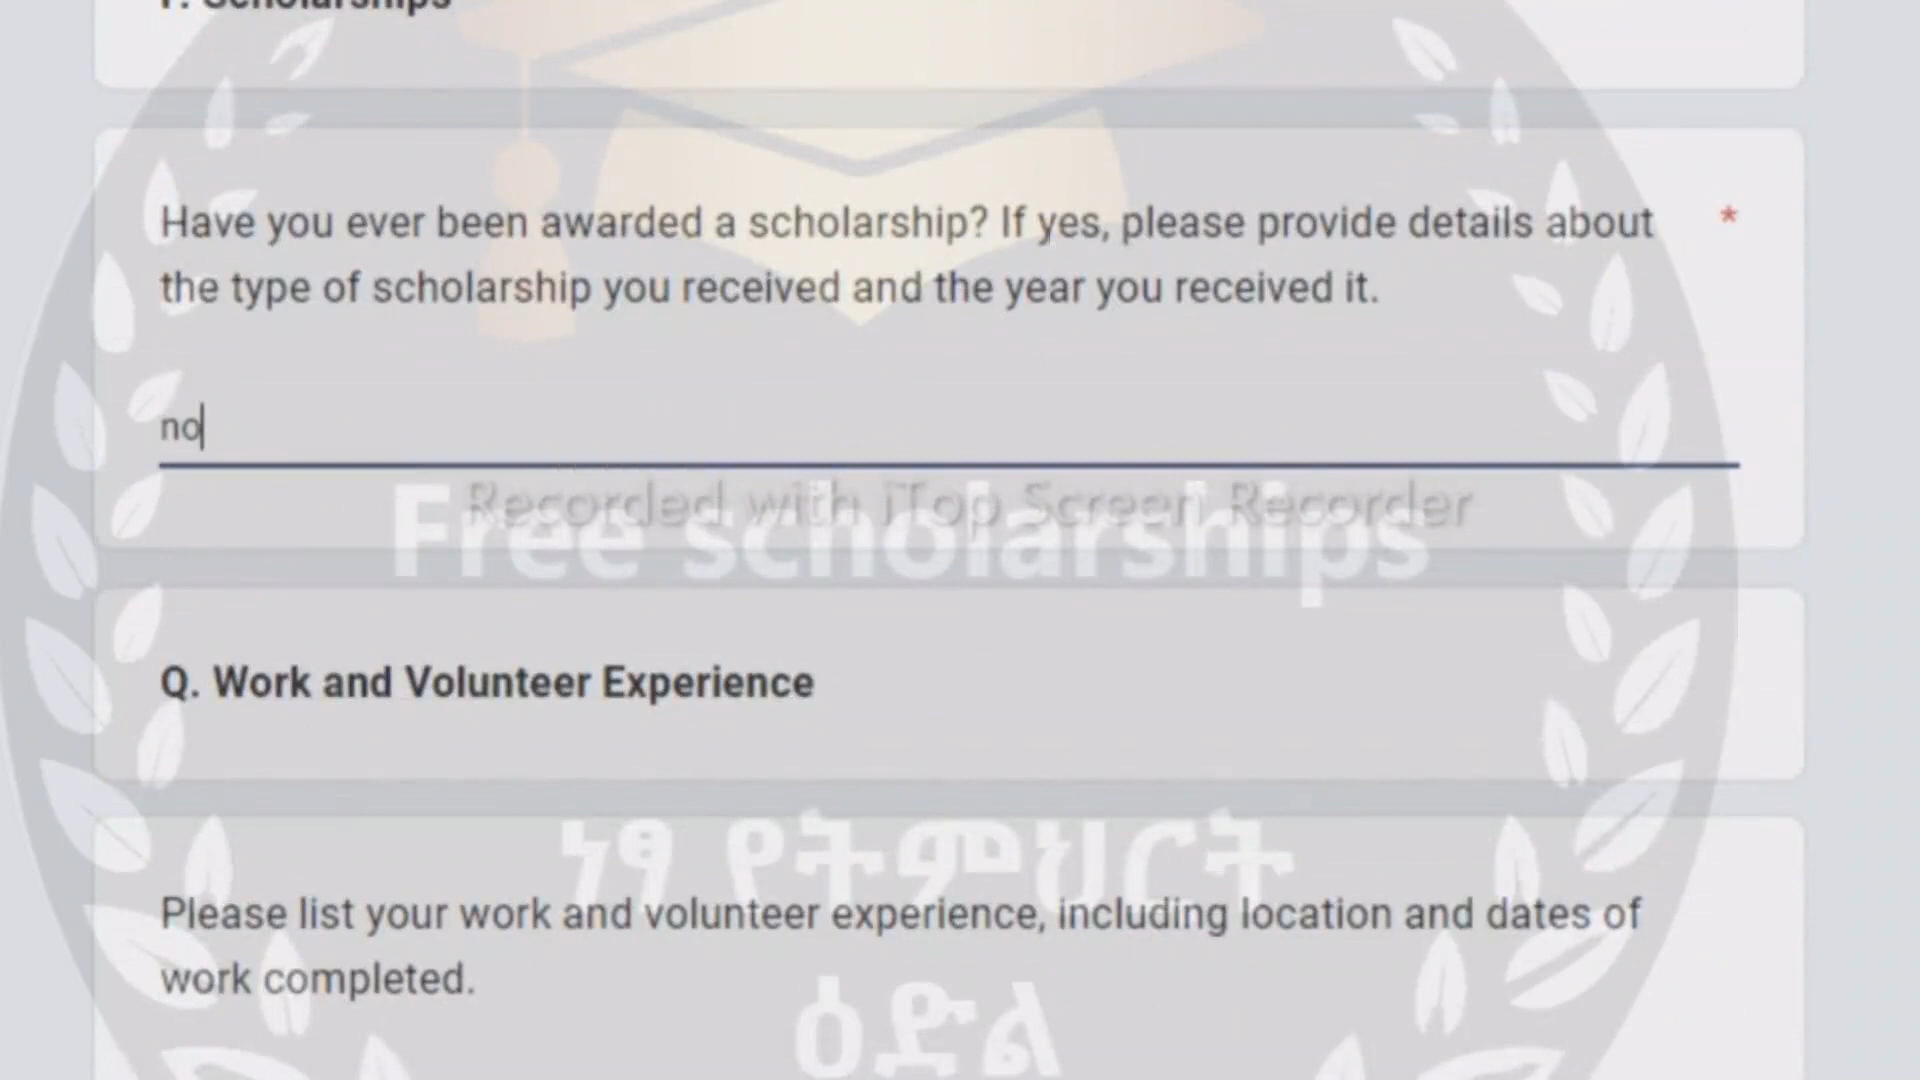 P. Scholarships
Have you ever been awarded a scholarship? If yes, please provide details about *
the type of scholarship you received and the year you received it.
no
Recorded with iTop Screen Recorder
Free scholarships
Q. Work and Volunteer Experience
ነፃ የትምህርት
Please list your work and volunteer experience, including location and dates of
work completed.
ዕድል